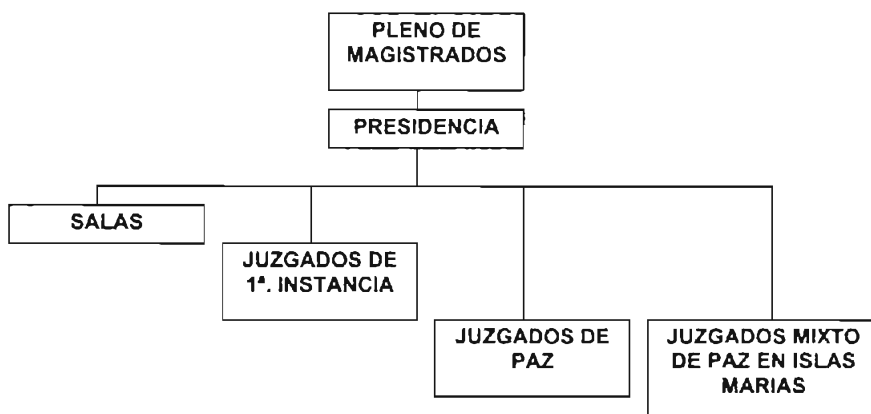 PLENO DE
MAGISTRADOS
PRESIDENCIA
SALAS
JUZGADOS DE
1ª. INSTANCIA
JUZGADOS DE
PAZ
JUZGADOS MIXTO
DE PAZ EN ISLAS
MARIAS